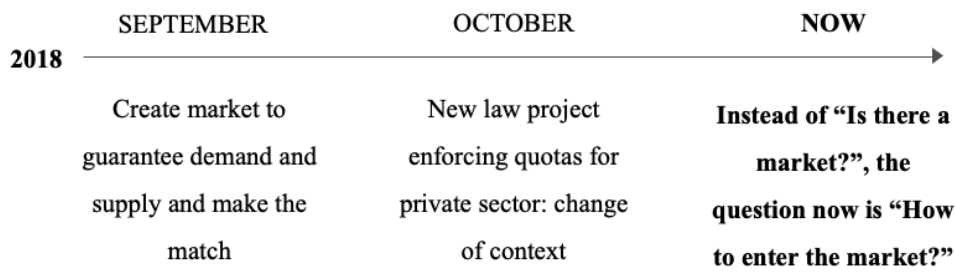 SEPTEMBER
OCTOBER
NOW
2018
Create market to
guarantee demand and
supply and make the
match
New law project
enforcing quotas for
private sector: change
of context
Instead of “Is there a
market?”, the
question now is “How
to enter the market?”